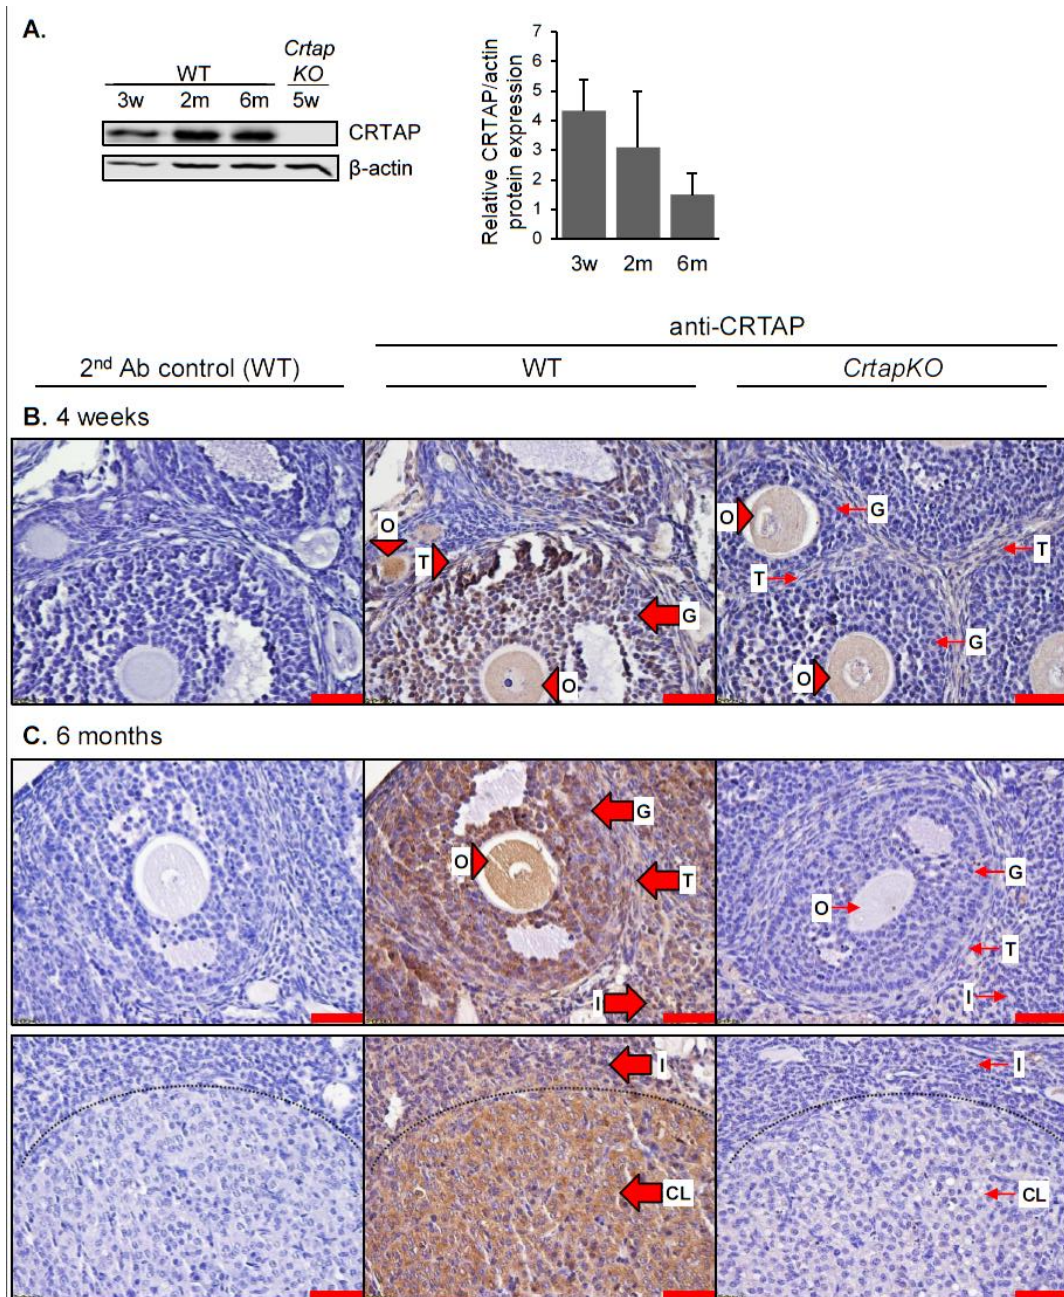 A.
WT
Crtap
KO
3w 2m 6m 5w
CRTAP
β-actin
Relative CRTAP/actin
protein expression
7
6
5
4
3
2
1
0
3w 2m 6m
anti-CRTAP
2nd Ab control (WT) WT CrtapKO
B. 4 weeks
O
T
G
O
O
G
T
T
G
O
C. 6 months
G
O
T
I
G
O
T
I
I
CL
I
CL